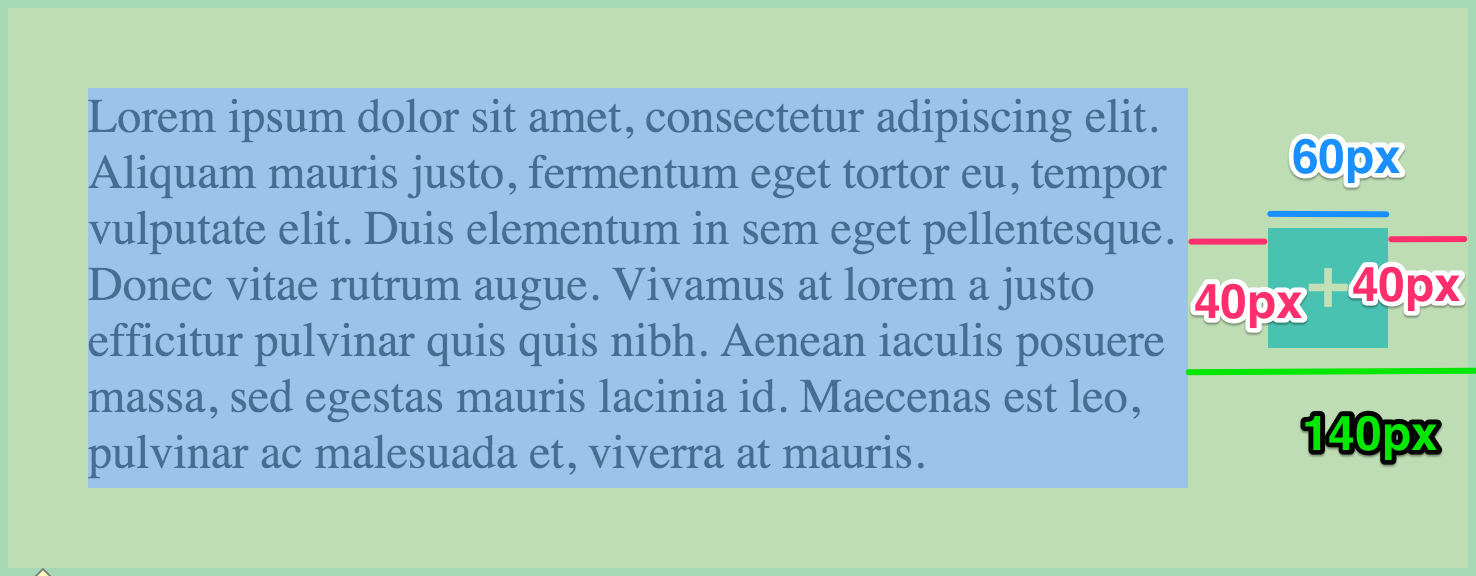 Lorem ipsum dolor sit amet, consectetur adipiscing elit.
Aliquam mauris justo, fermentum eget tortor eu, tempor
vulputate elit. Duis elementum in sem eget pellentesque.
Donec vitae rutrum augue. Vivamus at lorem a justo
efficitur pulvinar quis quis nibh. Aenean iaculis posuere
massa, sed egestas mauris lacinia id. Maecenas est leo,
pulvinar ac malesuada et, viverra at mauris.
60px
40px
+
40px
140px